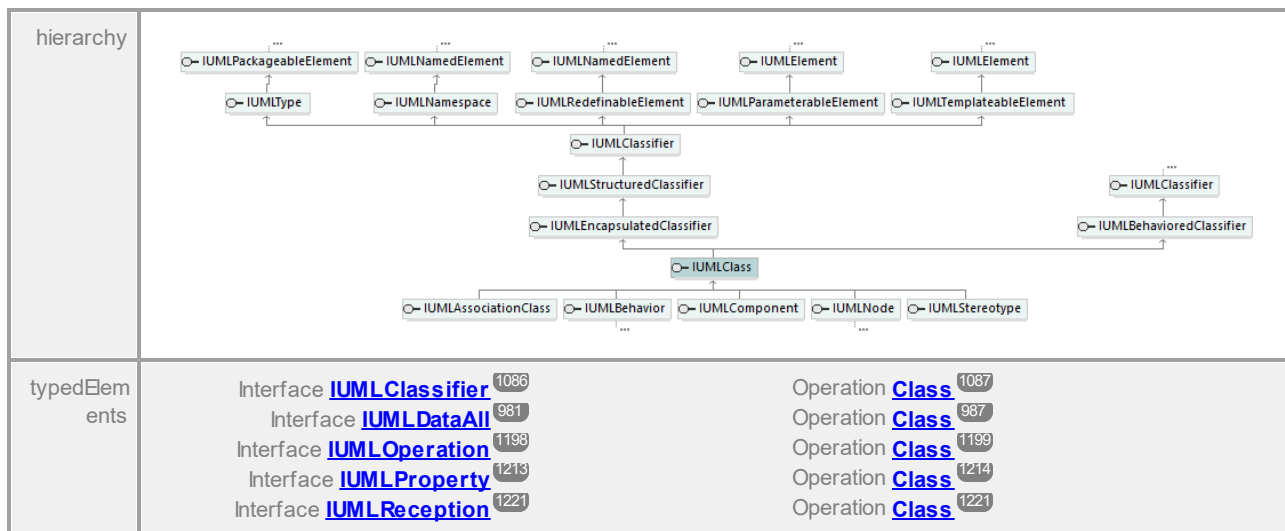 hierarchy
... ... ... ... ...
IUMLPackageableElement IUMLNamedElement IUMLNamedElement IUMLElement IUMLElement
IUMLType IUMLNamespace IUMLRedefinableElement IUMLParameterableElement IUMLTemplateableElement
IUMLClassifier
...
IUMLStructuredClassifier IUMLClassifier
IUMLEncapsulatedClassifier IUMLBehavioredClassifier
IUMLClass
IUMLAssociationClass IUMLBehavior IUMLComponent IUMLNode IUMLStereotype
... ...
typedElem
ents
Interface IUMLClassifier 1086 Operation Class 1087
Interface IUMLDataAll 981 Operation Class 987
Interface IUMLOperation 1198 Operation Class 1199
Interface IUMLProperty 1213 Operation Class 1214
Interface IUMLReception 1221 Operation Class 1221